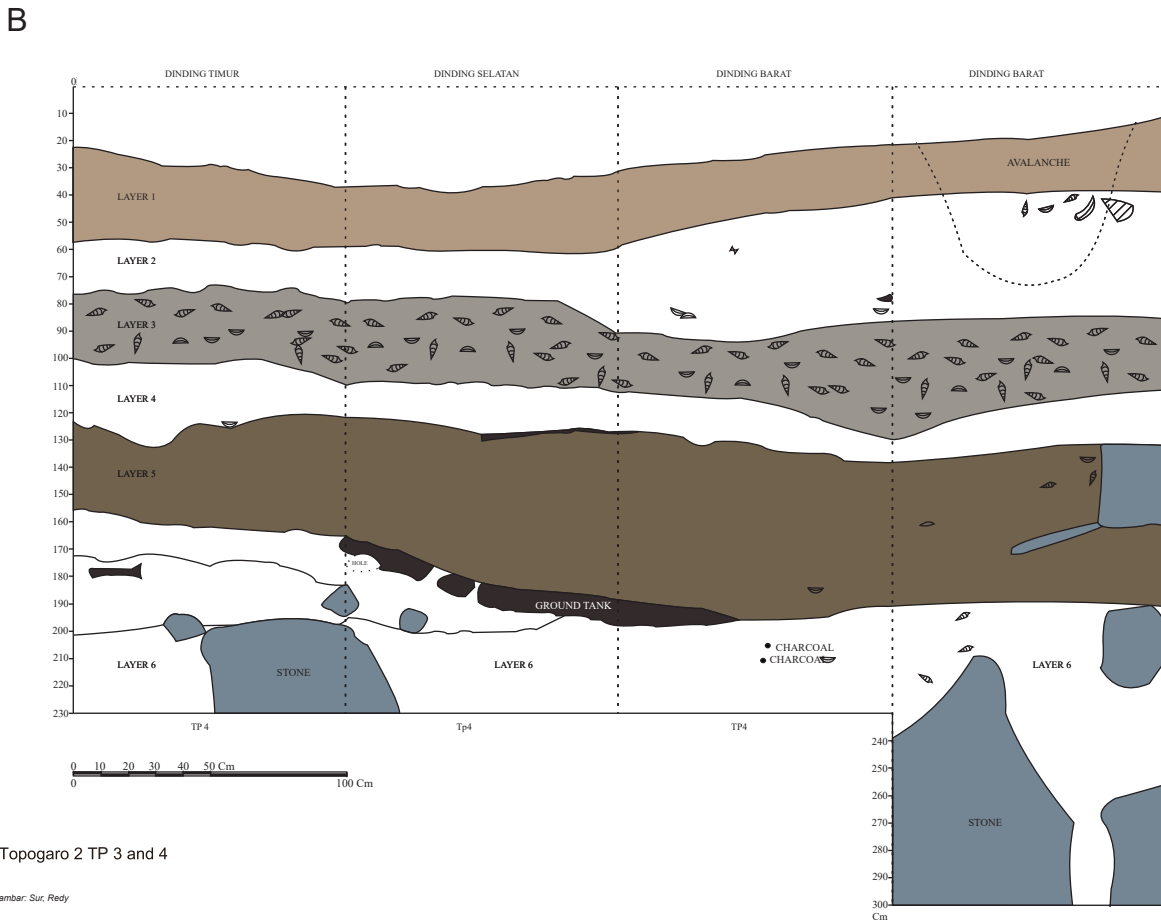 B
DINDING TIMUR
DINDING SELATAN
DINDING BARAT
DINDING BARAT
0
10
20
30
40
50
60
70
80
90
100
110
120
130
140
150
160
170
180
190
200
210
220
230
AVALANCHE
LAYER 1
LAYER 2
LAYER 3
LAYER 4
LAYER 5
HOLE
GROUND TANK
CHARCOAL
CHARCOAL
LAYER 6
STONE
LAYER 6
LAYER 6
TP 4
Tp4
TP4
240
250
260
270
280
290
300
Cm
STONE
0 10 20 30 40 50 Cm
0 100 Cm
Topogaro 2 TP 3 and 4
ambar: Sur, Redy